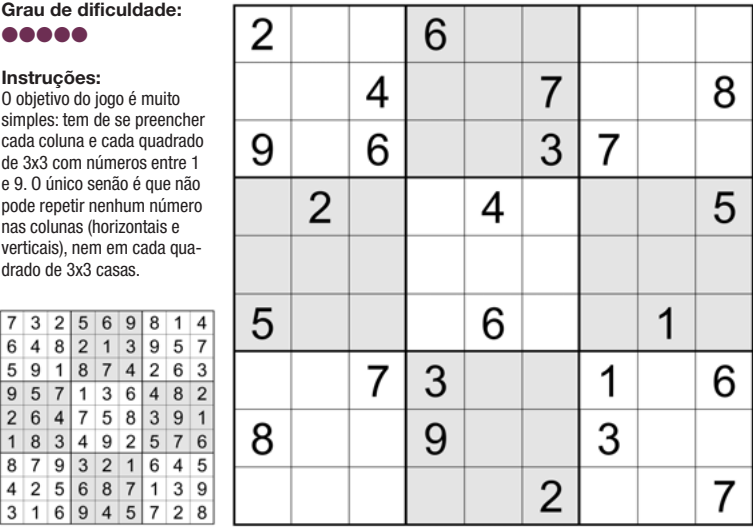 Grau de dificuldade:
Instruções:
O objetivo do jogo é muito
simples: tem de se preencher
cada coluna e cada quadrado
de 3x3 com números entre 1
e 9. O único senão é que não
pode repetir nenhum número
nas colunas (horizontais e
verticais), nem em cada qua-
drado de 3x3 casas.
7 3 2 5 6 9 8 1 4
6 4 8 2 1 3 9 5 7
5 9 1 8 7 4 2 6 3
9 5 7 1 3 6 4 8 2
2 6 4 7 5 8 3 9 1
1 8 3 4 9 2 5 7 6
8 7 9 3 2 1 6 4 5
4 2 5 6 8 7 1 3 9
3 1 6 9 4 5 7 2 8
2 6
4 7 8
9 6 3 7
2 4 5
5 6 1
7 3 1 6
8 9 3
2 7